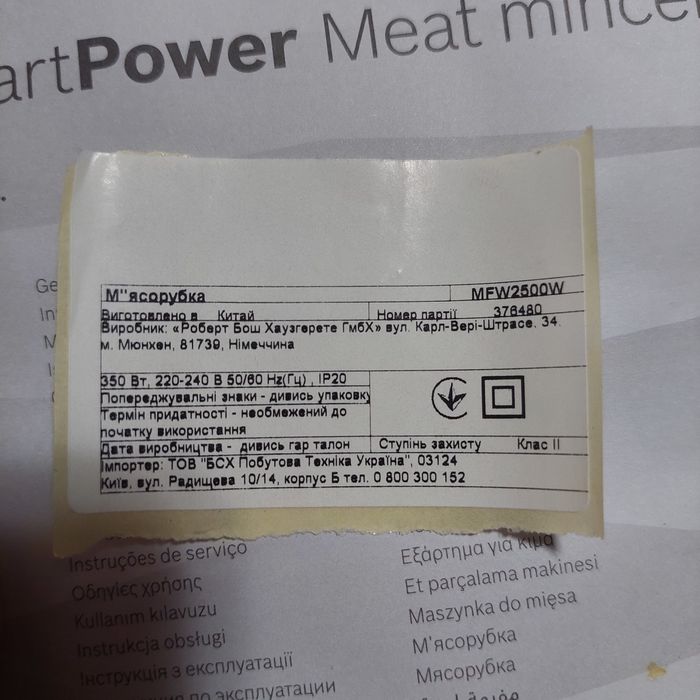 artPower Meat mincer
М"ясорубка MFW2500W
Виготовлено в Китай Номер партії 376480
Виробник: «Роберт Бош Хаузгерете ГмбХ» вул. Карл-Вері-Штрасе. 34.
м. Мюнхен, 81739, Німеччина
350 Вт, 220-240 В 50/60 Hz(Гц) , IP20
Попереджувальні знаки - дивись упаковку
Термін придатності - необмежений до
початку використання
Дата виробництва - дивись гар талон Ступінь захисту Клас II
Імпортер: ТОВ "БСХ Побутова Техніка Україна", 03124
Київ, вул. Радищева 10/14, корпус Б тел. 0 800 300 152
Instruções de serviço
Οδηγίες χρήσης
Kullanım kılavuzu
Instrukcja obsługi
Інструкція з експлуатації
по эксплуатации
Εξάρτημα για κιμά
Et parçalama makinesi
Maszynka do mięsa
М'ясорубка
Мясорубка